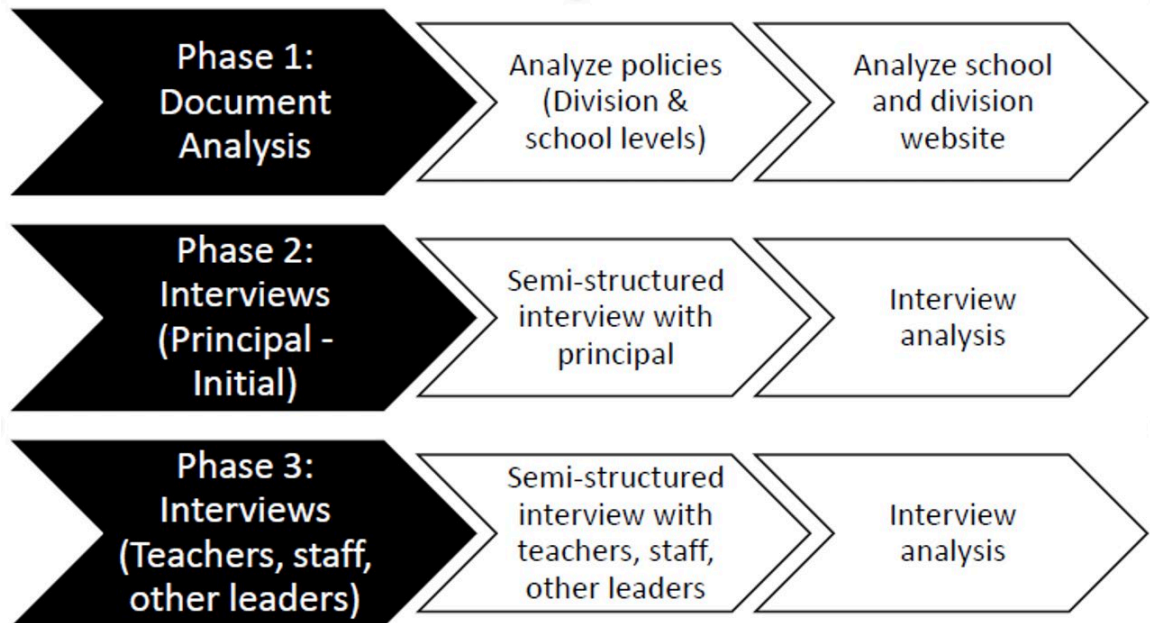 Phase 1:
Document
Analysis
Analyze policies
(Division &
school levels)
Analyze school
and division
website
Phase 2:
Interviews
(Principal -
Initial)
Semi-structured
interview with
principal
Interview
analysis
Phase 3:
Interviews
(Teachers, staff,
other leaders)
Semi-structured
interview with
teachers, staff,
other leaders
Interview
analysis